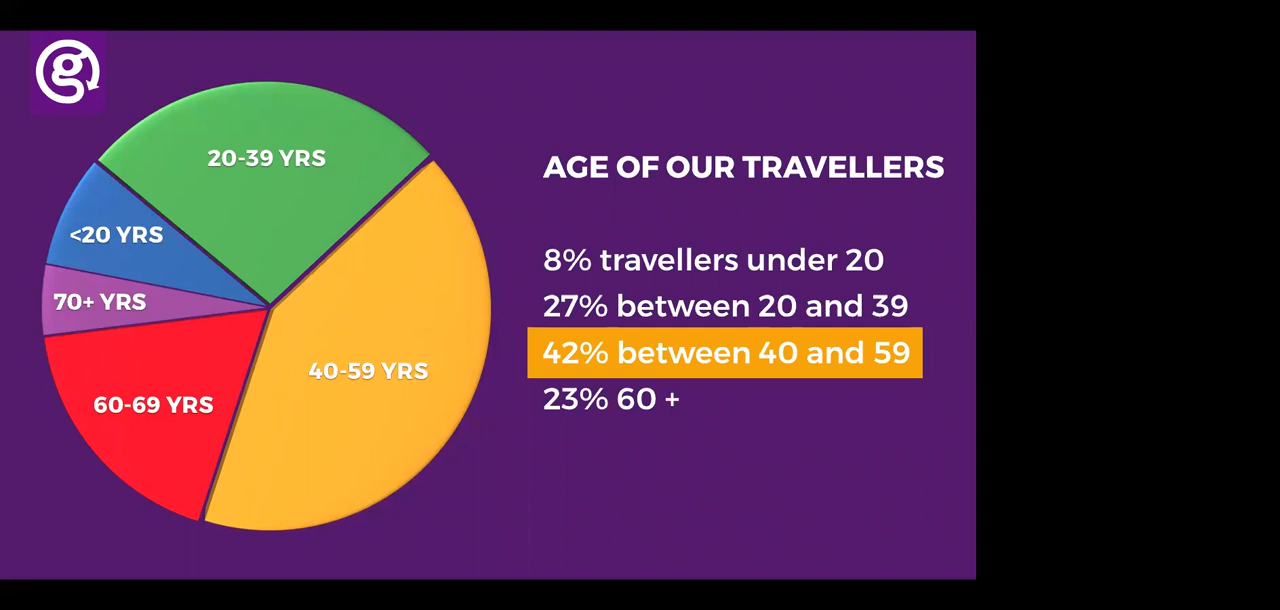 g
20-39 YRS
<20 YRS
70+ YRS
60-69 YRS
40-59 YRS
AGE OF OUR TRAVELLERS
8% travellers under 20
27% between 20 and 39
42% between 40 and 59
23% 60 +